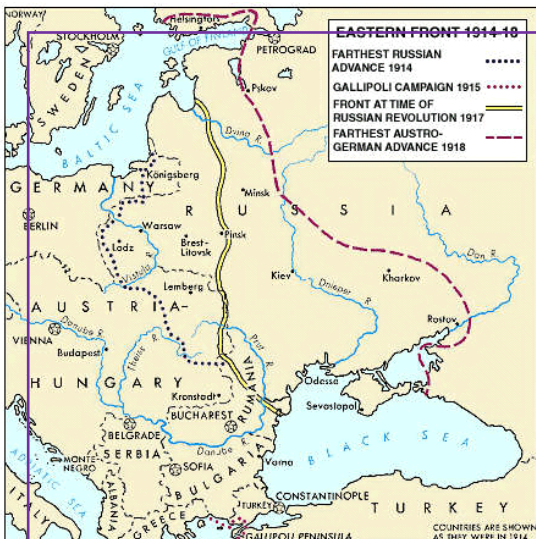 NORWAY
Helsingfors
STOCKHOLM
GULF OF FINLAND
PETROGRAD
EASTERN FRONT 1914-18
FARTHEST RUSSIAN
ADVANCE 1914
GALLIPOLI CAMPAIGN 1915
FRONT AT TIME OF
RUSSIAN REVOLUTION 1917
FARTHEST AUSTRO-
GERMAN ADVANCE 1918
SWEDEN
BALTIC SEA
Pskov
Dvina R.
Königsberg
GERMANY
Minsk
RUSSIA
BERLIN
Warsaw
Lodz
Brest-
Litovsk
Pinsk
Vistula R.
Kiev
Dnieper R.
Kharkov
Don R.
Lemberg
AUSTRIA-
HUNGARY
Danube R.
VIENNA
Budapest
Theiss R.
Prut R.
Rostov
Odessa
Sevastopol
Kronstadt
RUMANIA
BUCHAREST
BELGRADE
SERBIA
Danube R.
BLACK SEA
Varna
MONTE-
NEGRO
SOFIA
BULGARIA
ADRIATIC SEA
ITALY
ALBANIA
GREECE
TURKEY
CONSTANTINOPLE
TURKEY
GALLIPOLI PENINSULA
COUNTRIES ARE SHOWN
AS THEY WERE IN 1914